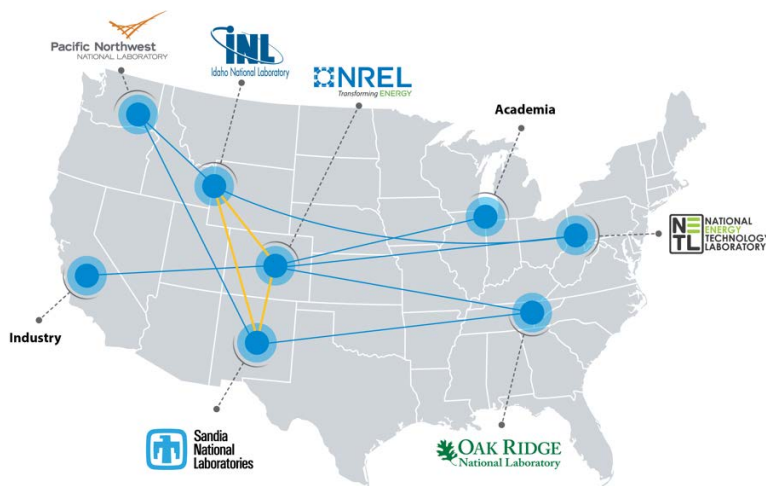 Pacific Northwest
NATIONAL LABORATORY
INL
Idaho National Laboratory
NREL
Transforming ENERGY
Academia
NETL
NATIONAL
ENERGY
TECHNOLOGY
LABORATORY
Industry
Sandia
National
Laboratories
OAK RIDGE
National Laboratory